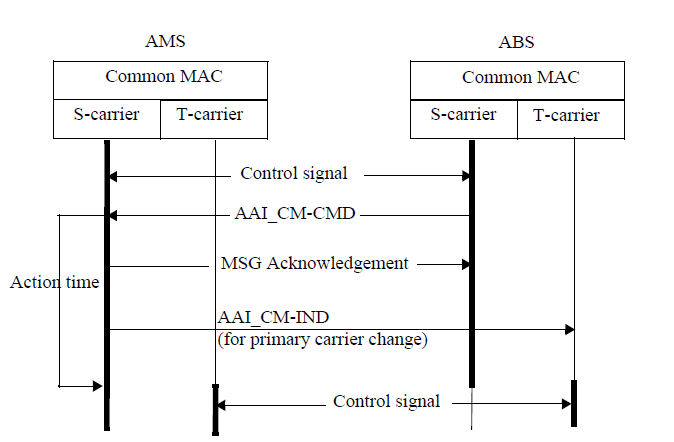 AMS
ABS
Common MAC
Common MAC
S-carrier
T-carrier
S-carrier
T-carrier
Control signal
AAI_CM-CMD
MSG Acknowledgement
Action time
AAI_CM-IND
(for primary carrier change)
Control signal